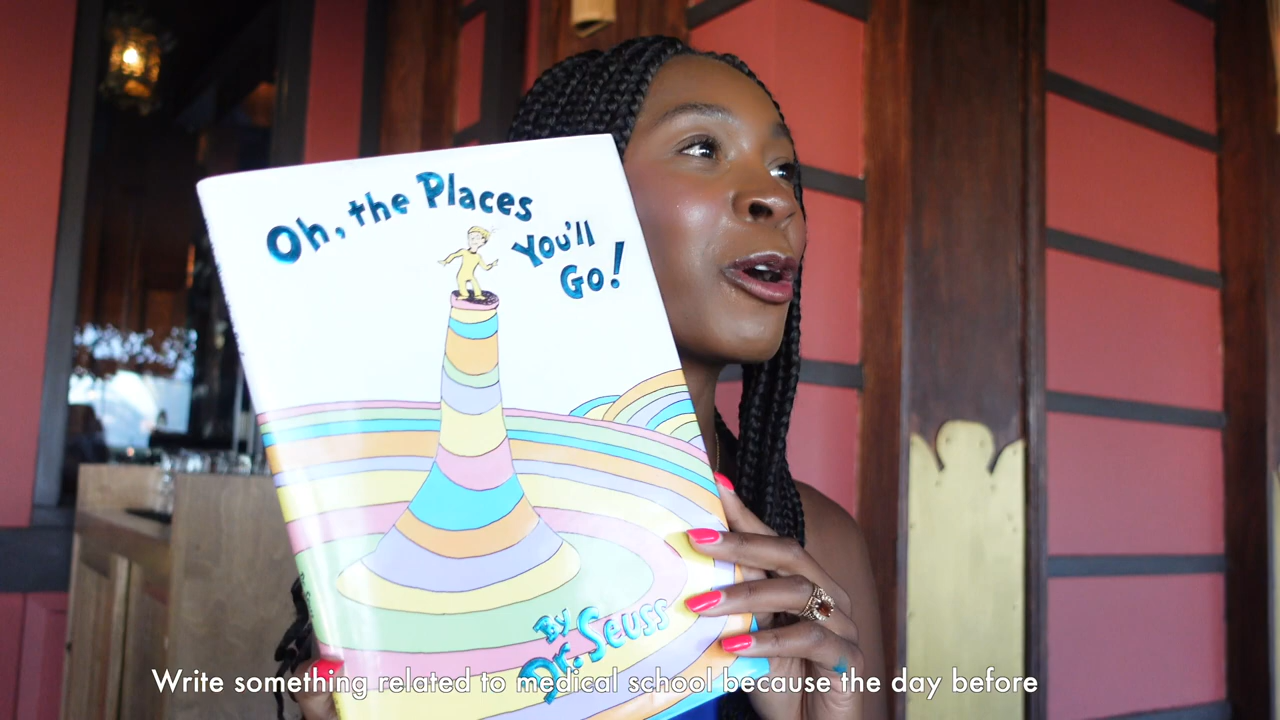 Oh, the Places
You'll
Go!
By
Dr. Seuss
Write something related to medical school because the day before